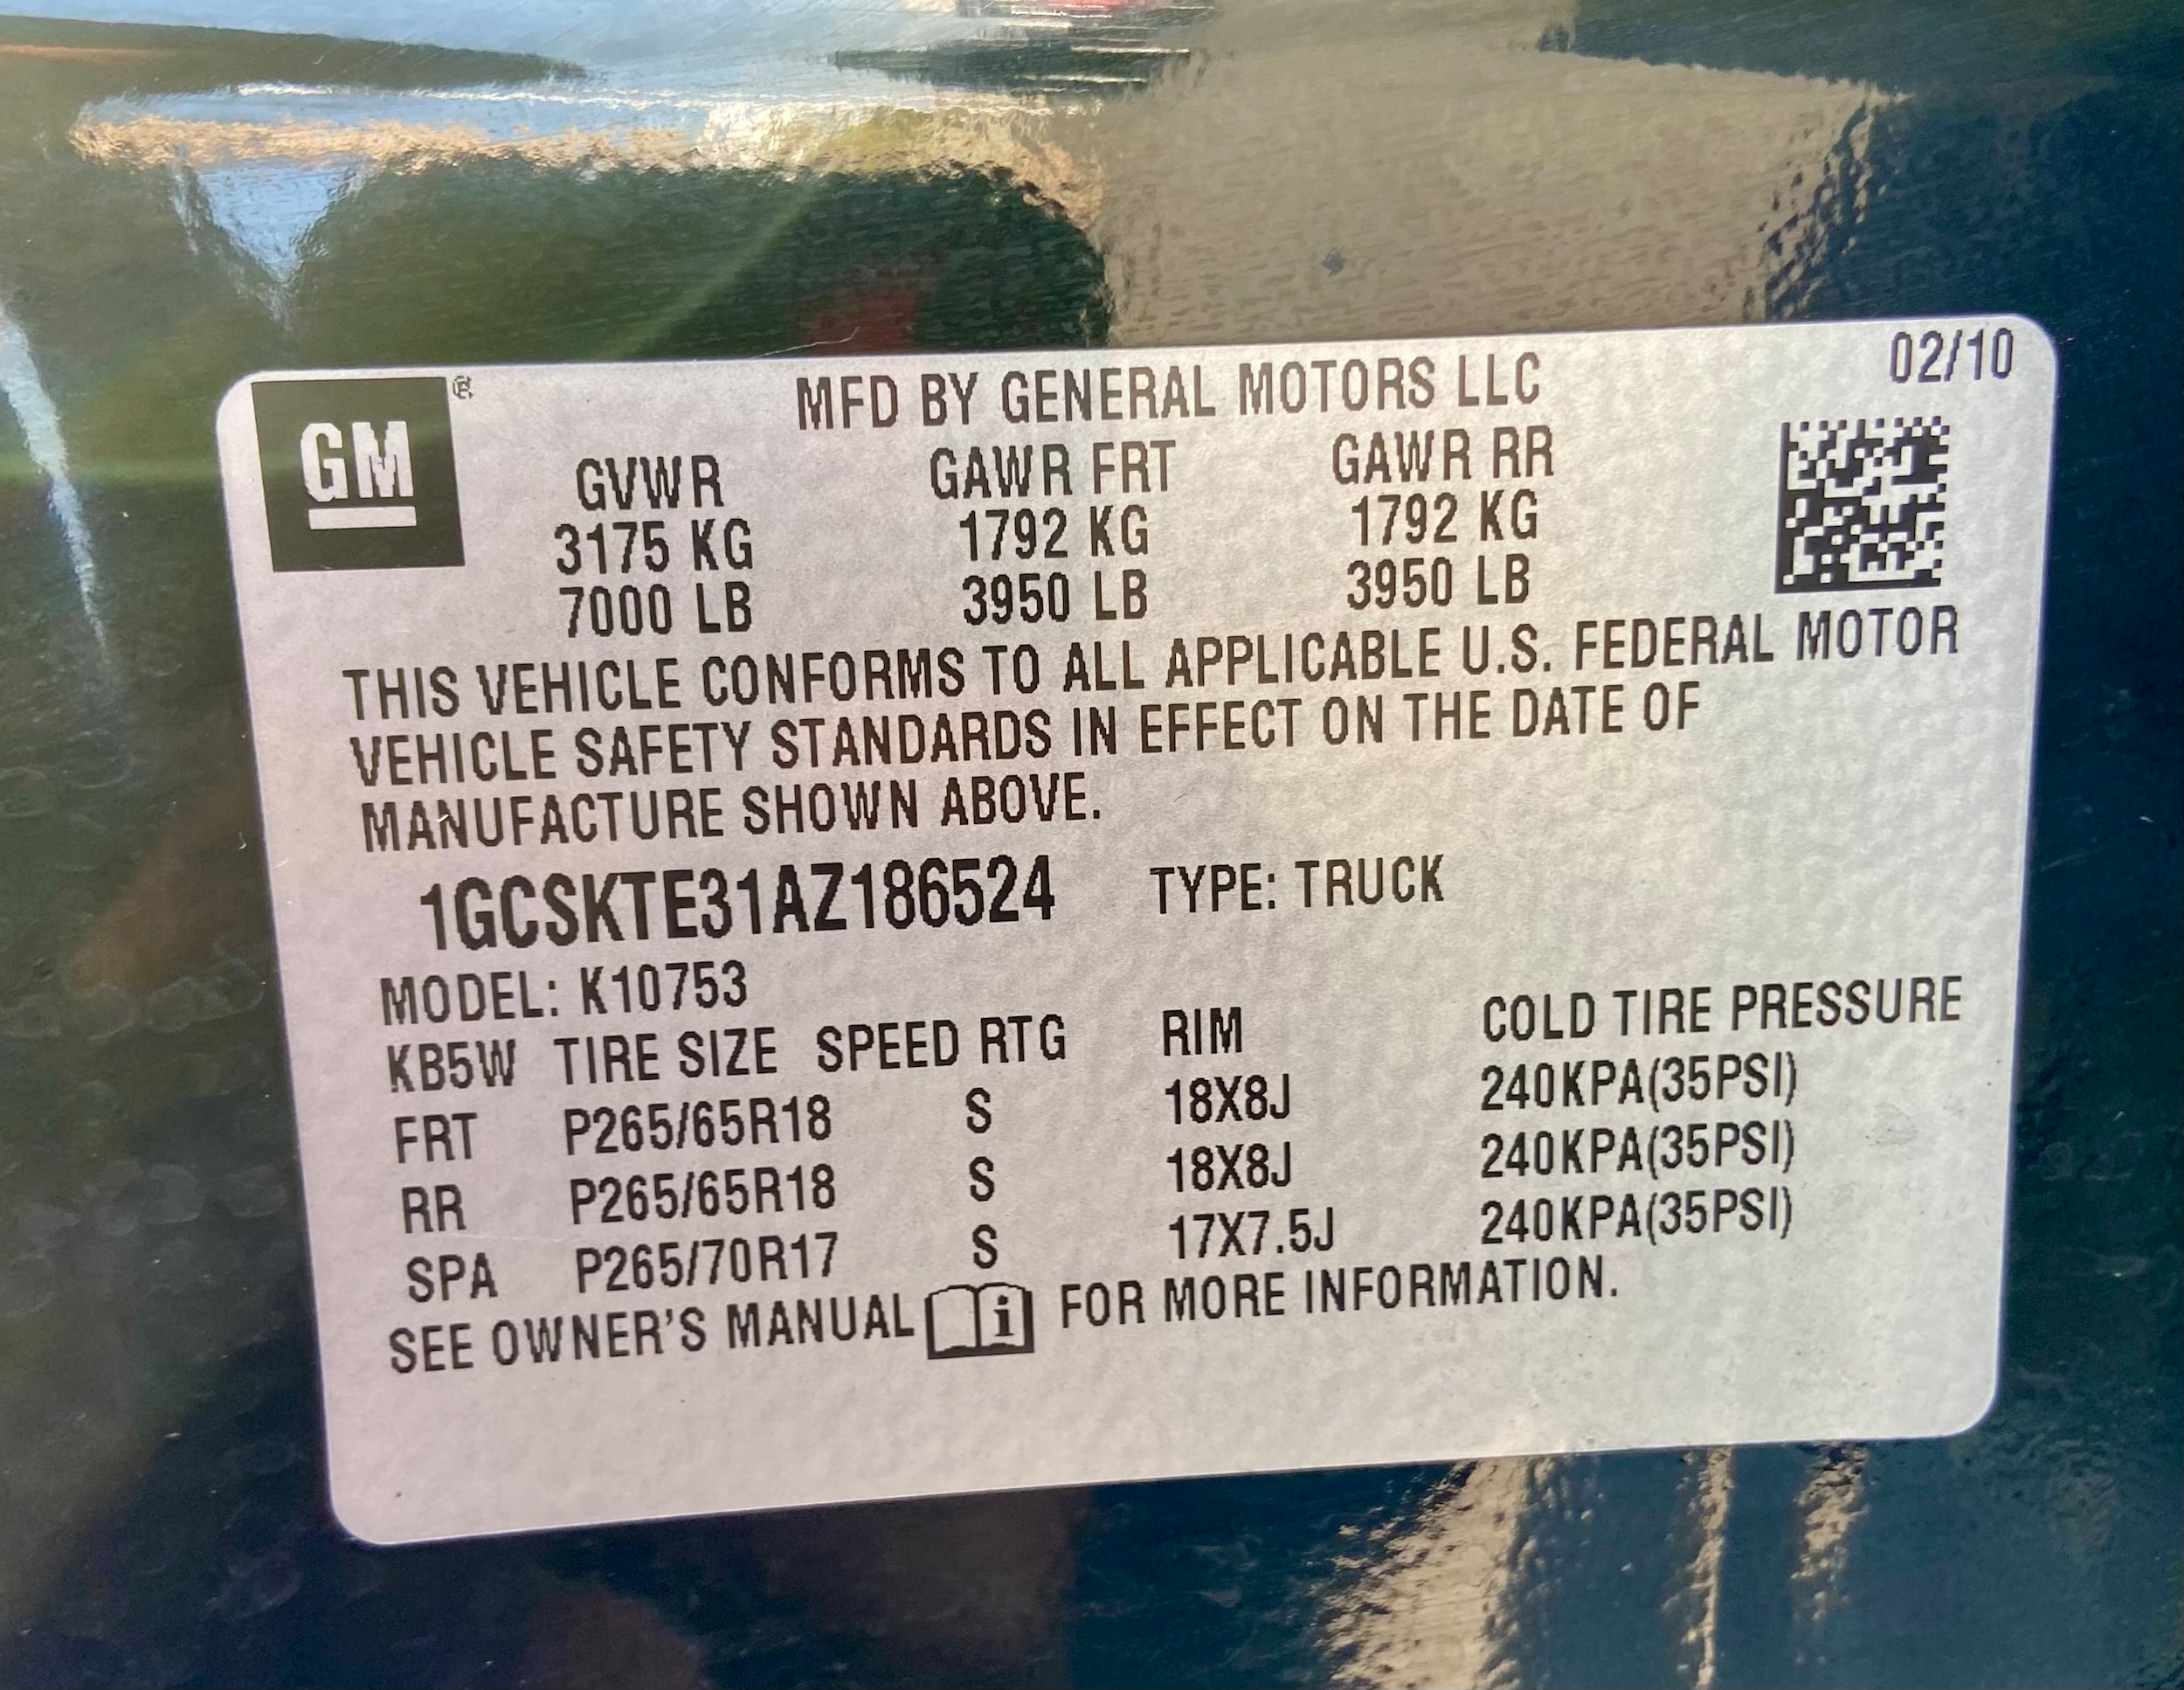 02/10
GM ®
MFD BY GENERAL MOTORS LLC
GVWR GAWR FRT GAWR RR
3175 KG 1792 KG 1792 KG
7000 LB 3950 LB 3950 LB
THIS VEHICLE CONFORMS TO ALL APPLICABLE U.S. FEDERAL MOTOR
VEHICLE SAFETY STANDARDS IN EFFECT ON THE DATE OF
MANUFACTURE SHOWN ABOVE.
1GCSKTE31AZ186524 TYPE: TRUCK
MODEL: K10753
KB5W TIRE SIZE SPEED RTG RIM COLD TIRE PRESSURE
FRT P265/65R18 S 18X8J 240KPA(35PSI)
RR P265/65R18 S 18X8J 240KPA(35PSI)
SPA P265/70R17 S 17X7.5J 240KPA(35PSI)
SEE OWNER'S MANUAL i FOR MORE INFORMATION.